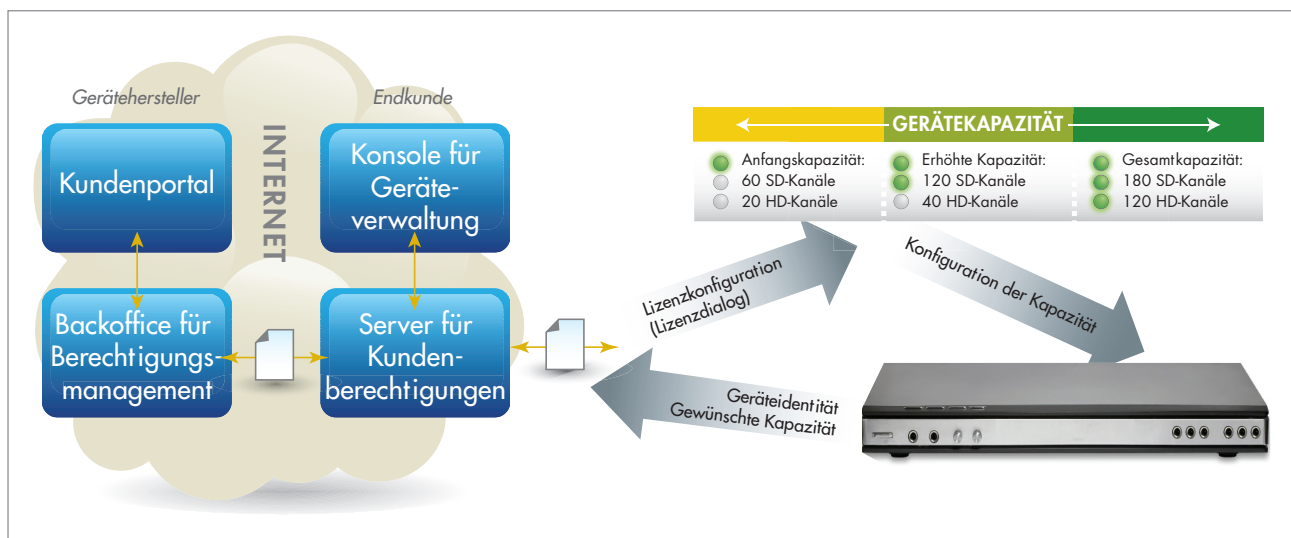 Gerätehersteller
Endkunde
INTERNET
Kundenportal
Konsole für
Geräte-
verwaltung
Backoffice für
Berechtigungs-
management
Server für
Kunden-
berechtigungen
GERÄTEKAPAZITÄT
Anfangskapazität:
60 SD-Kanäle
20 HD-Kanäle
Erhöhte Kapazität:
120 SD-Kanäle
40 HD-Kanäle
Gesamtkapazität:
180 SD-Kanäle
120 HD-Kanäle
Lizenzkonfiguration
(Lizenzdialog)
Konfiguration der Kapazität
Geräteidentität
Gewünschte Kapazität